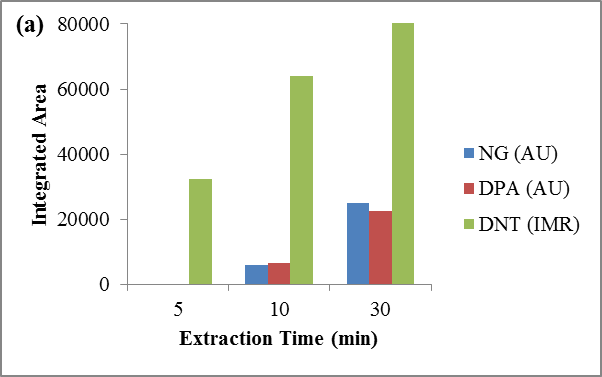 (a)
80000
60000
40000
20000
0
Integrated Area
5 10 30
Extraction Time (min)
NG (AU)
DPA (AU)
DNT (IMR)